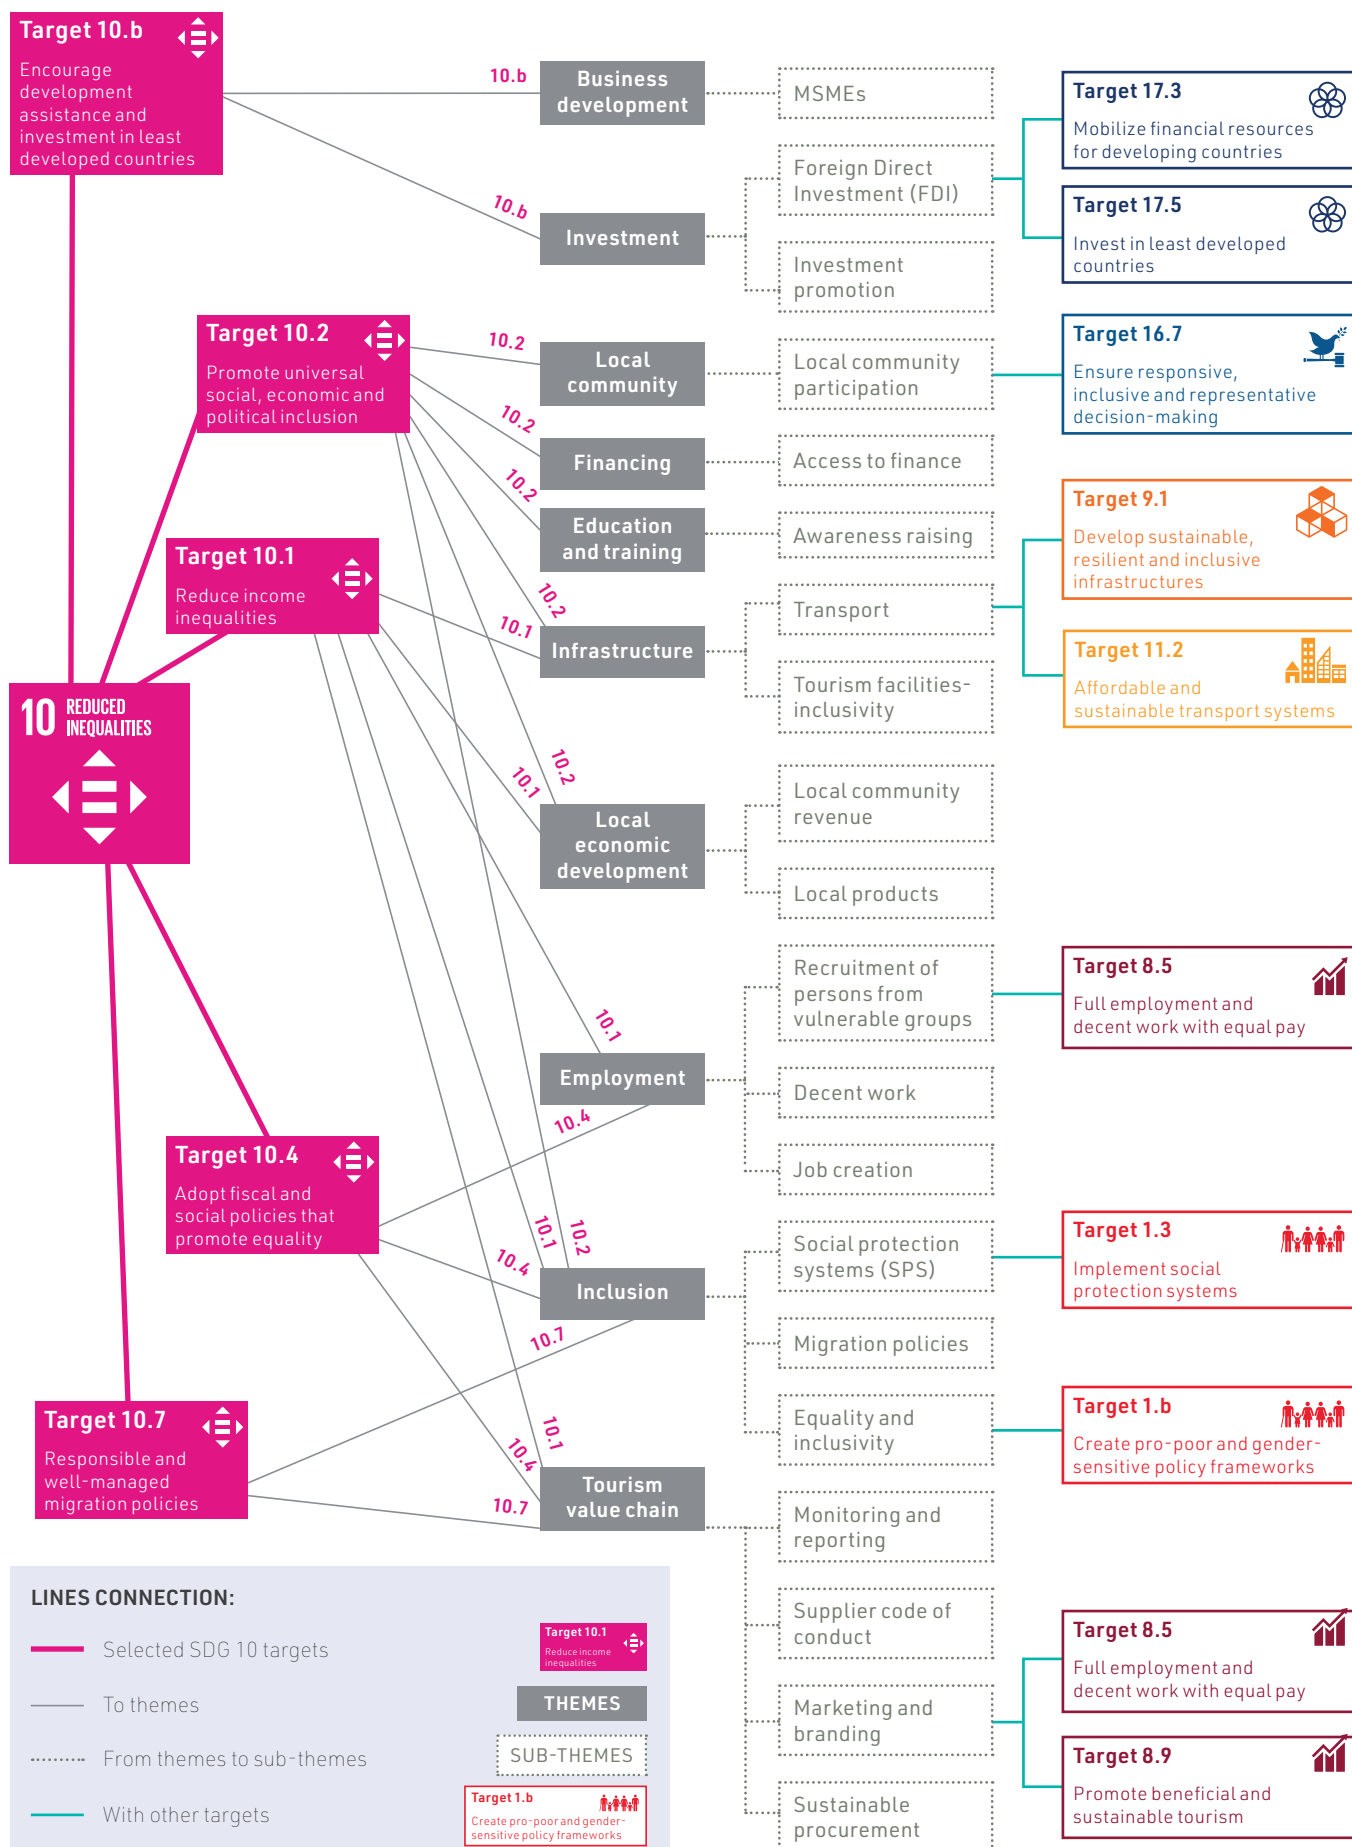 Target 10.b
Encourage
development
assistance and
investment in least
developed countries
10.b
10.b
Business
development
MSMEs
Investment
Foreign Direct
Investment (FDI)
Investment
promotion
Target 17.3
Mobilize financial resources
for developing countries
Target 17.5
Invest in least developed
countries
Target 10.2
Promote universal
social, economic and
political inclusion
10.2
10.2
10.2
10.2
10.2
10.2
Local
community
Local community
participation
Target 16.7
Ensure responsive,
inclusive and representative
decision-making
Financing
Access to finance
Education
and training
Awareness raising
Target 10.1
Reduce income
inequalities
10.1
10.1
10.1
10.1
10.1
Infrastructure
Transport
Tourism facilities-
inclusivity
Target 9.1
Develop sustainable,
resilient and inclusive
infrastructures
Target 11.2
Affordable and
sustainable transport systems
10 REDUCED
INEQUALITIES
Local
economic
development
Local community
revenue
Local products
Employment
Recruitment of
persons from
vulnerable groups
Decent work
Job creation
Target 8.5
Full employment and
decent work with equal pay
Target 10.4
Adopt fiscal and
social policies that
promote equality
10.4
10.4
10.4
Inclusion
Social protection
systems (SPS)
Migration policies
Equality and
inclusivity
Target 1.3
Implement social
protection systems
Target 1.b
Create pro-poor and gender-
sensitive policy frameworks
Target 10.7
Responsible and
well-managed
migration policies
10.7
10.7
Tourism
value chain
Monitoring and
reporting
Supplier code of
conduct
Marketing and
branding
Sustainable
procurement
Target 8.5
Full employment and
decent work with equal pay
Target 8.9
Promote beneficial and
sustainable tourism
LINES CONNECTION:
Selected SDG 10 targets
Target 10.1
Reduce income
inequalities
To themes
THEMES
From themes to sub-themes
SUB-THEMES
With other targets
Target 1.b
Create pro-poor and gender-
sensitive policy frameworks